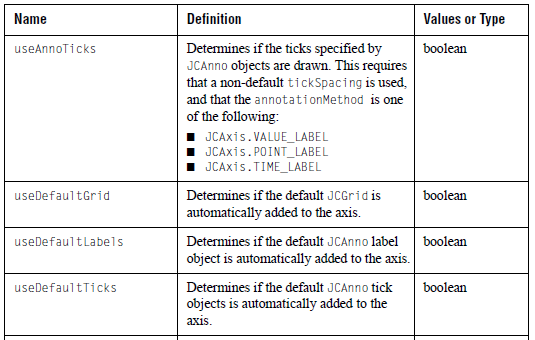 Name Definition Values or Type
useAnnoTicks Determines if the ticks specified by boolean
JCAnno objects are drawn. This requires
that a non-default tickSpacing is used,
and that the annotationMethod is one
of the following:
■ JCAxis.VALUE_LABEL
■ JCAxis.POINT_LABEL
■ JCAxis.TIME_LABEL
useDefaultGrid Determines if the default JCGrid is boolean
automatically added to the axis.
useDefaultLabels Determines if the default JCAnno label boolean
object is automatically added to the axis.
useDefaultTicks Determines if the default JCAnno tick boolean
objects is automatically added to the
axis.